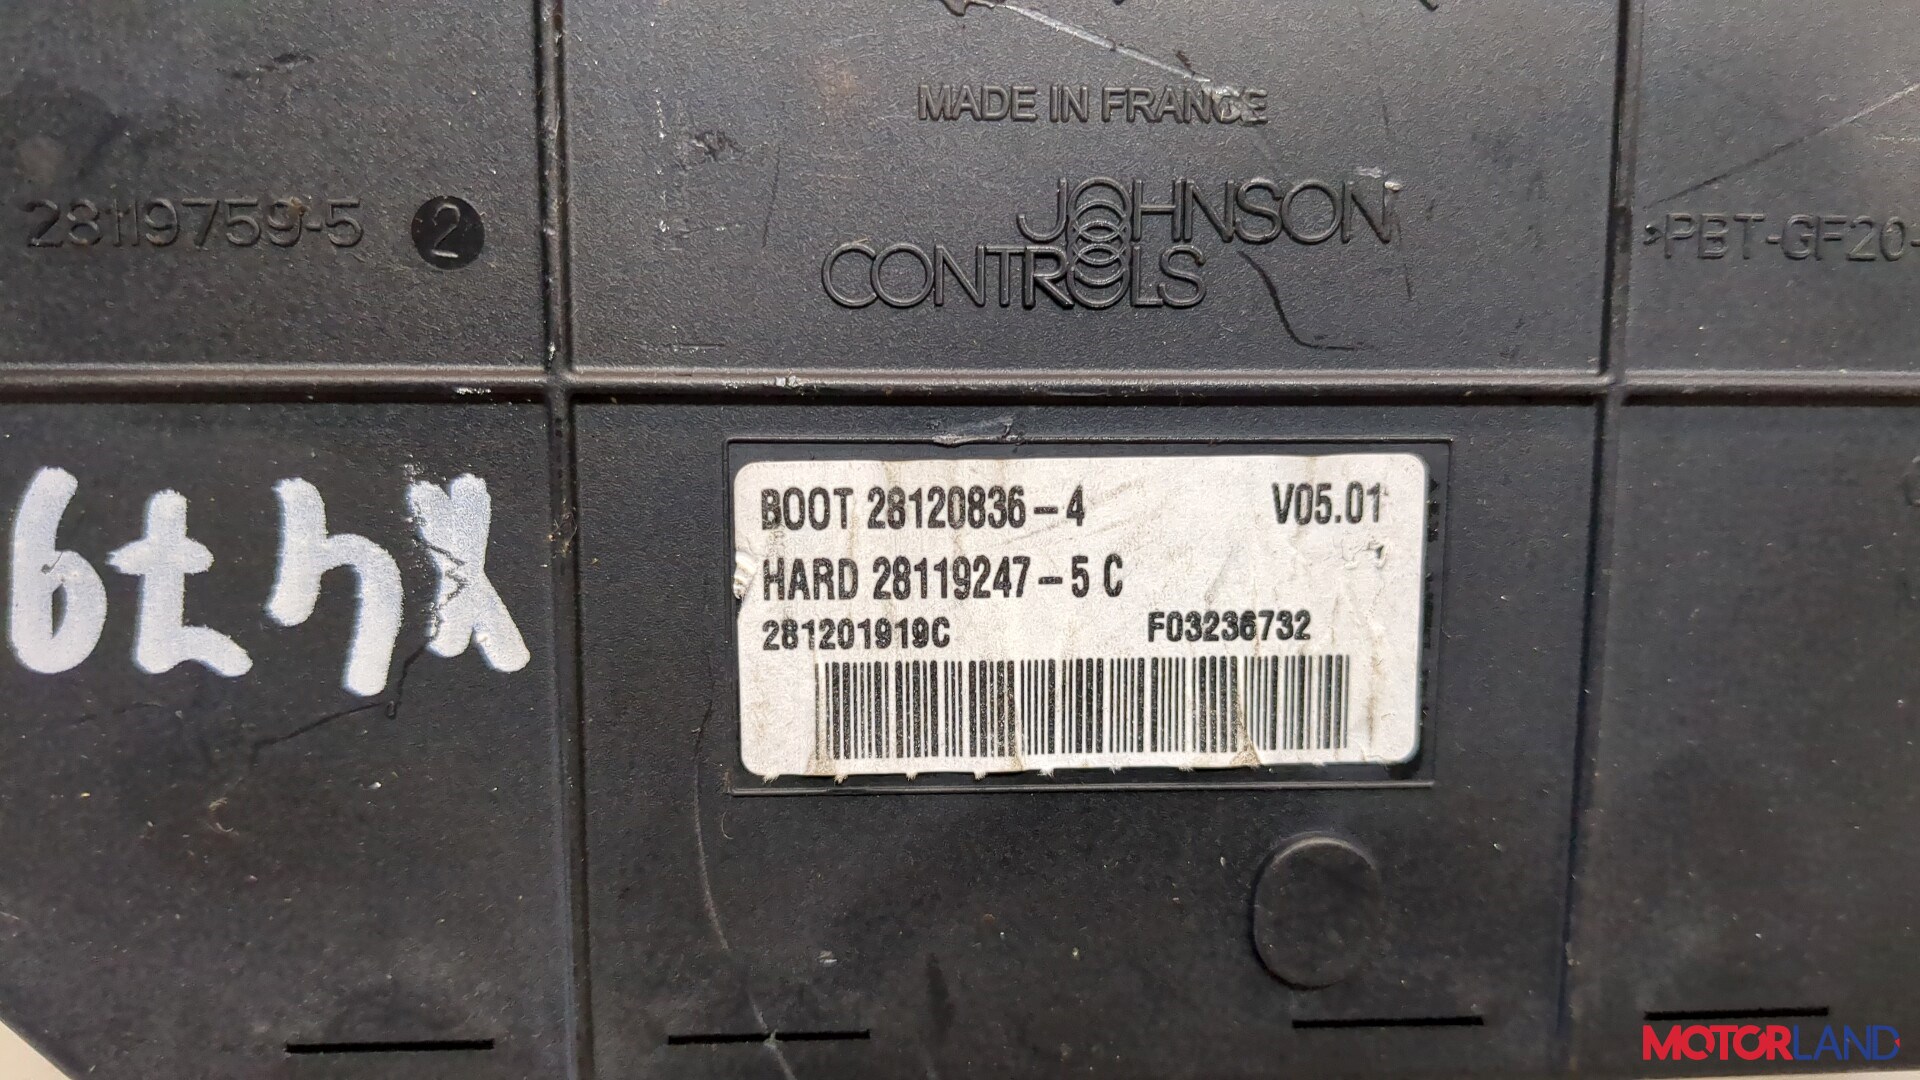 MADE IN FRANCE
28119759-5 2
JOHNSON
CONTROLS
>PBT-GF20-
BOOT 28120836-4 V05.01
HARD 28119247-5 C
281201919C F03236732
MOTORLAND